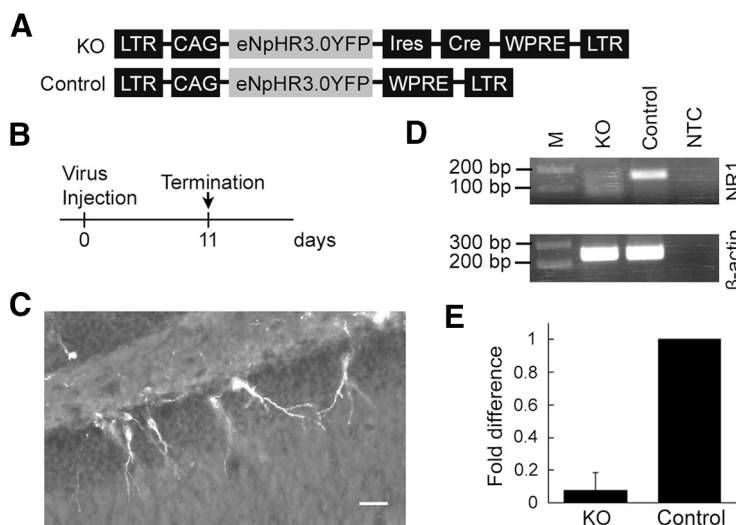 A
KO LTR CAG eNpHR3.0YFP Ires Cre WPRE LTR
Control LTR CAG eNpHR3.0YFP WPRE LTR
B
Virus
Injection
Termination
0 11 days
C
D
M KO Control NTC
200 bp
100 bp
NR1
300 bp
200 bp
β-actin
E
Fold difference
1
0.8
0.6
0.4
0.2
0
KO Control